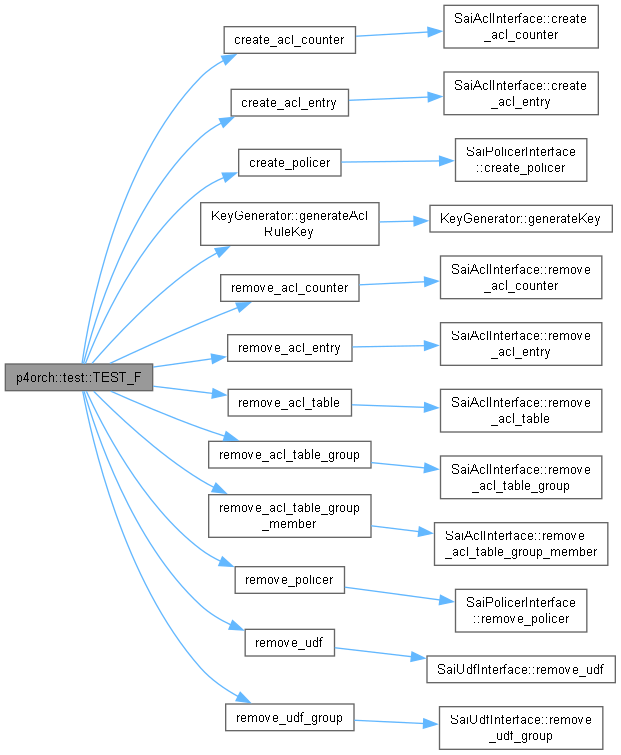 create_acl_counter
SaiAclInterface::create
_acl_counter
create_acl_entry
SaiAclInterface::create
_acl_entry
create_policer
SaiPolicerInterface
::create_policer
KeyGenerator::generateAcl
RuleKey
KeyGenerator::generateKey
remove_acl_counter
SaiAclInterface::remove
_acl_counter
remove_acl_entry
SaiAclInterface::remove
_acl_entry
p4orch::test::TEST_F
remove_acl_table
SaiAclInterface::remove
_acl_table
remove_acl_table_group
SaiAclInterface::remove
_acl_table_group
remove_acl_table_group
_member
SaiAclInterface::remove
_acl_table_group_member
remove_policer
SaiPolicerInterface
::remove_policer
remove_udf
SaiUdfInterface::remove_udf
remove_udf_group
SaiUdfInterface::remove
_udf_group